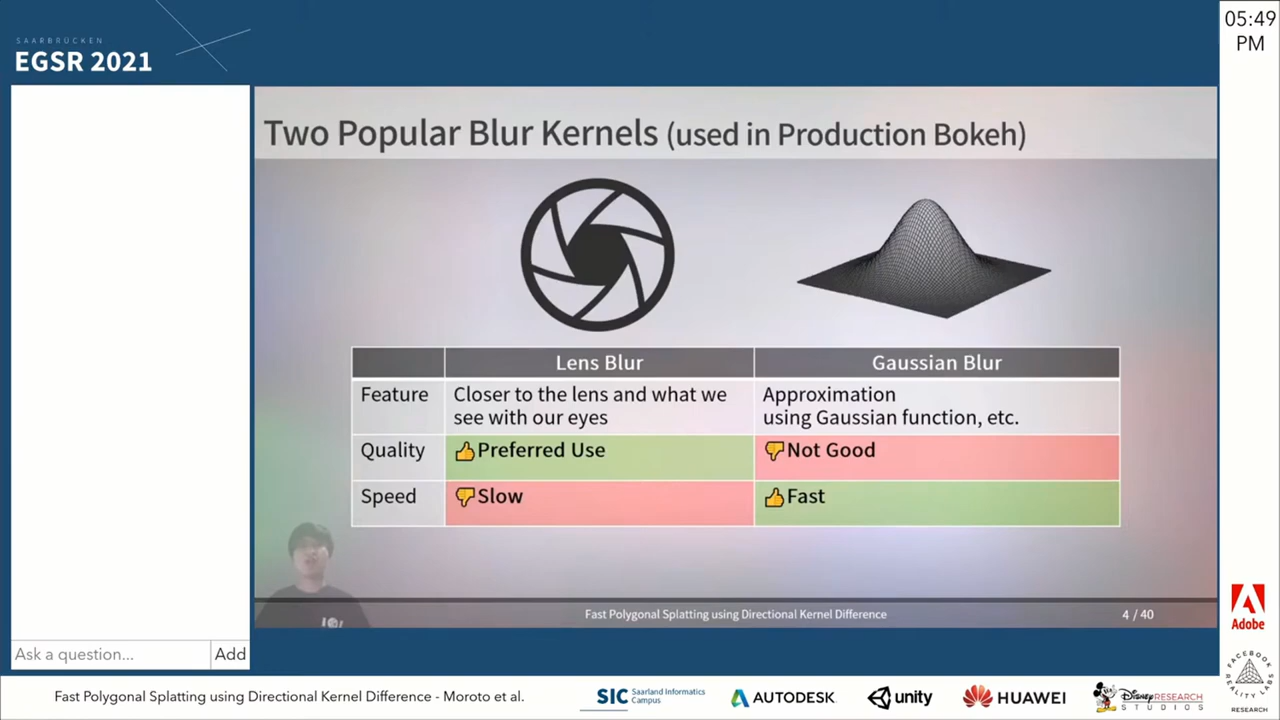 SAARBRÜCKEN
EGSR 2021
05:49
PM
Two Popular Blur Kernels (used in Production Bokeh)
Lens Blur
Gaussian Blur
Feature
Closer to the lens and what we
see with our eyes
Approximation
using Gaussian function, etc.
Quality
👍Preferred Use
👎Not Good
Speed
👎Slow
👍Fast
Fast Polygonal Splatting using Directional Kernel Difference
4 / 40
Ask a question...
Add
Adobe
FACEBOOK
REALITY LABS
RESEARCH
Fast Polygonal Splatting using Directional Kernel Difference - Moroto et al.
SIC Saarland Informatics
Campus
AUTODESK
unity
HUAWEI
Disney RESEARCH
STUDIOS